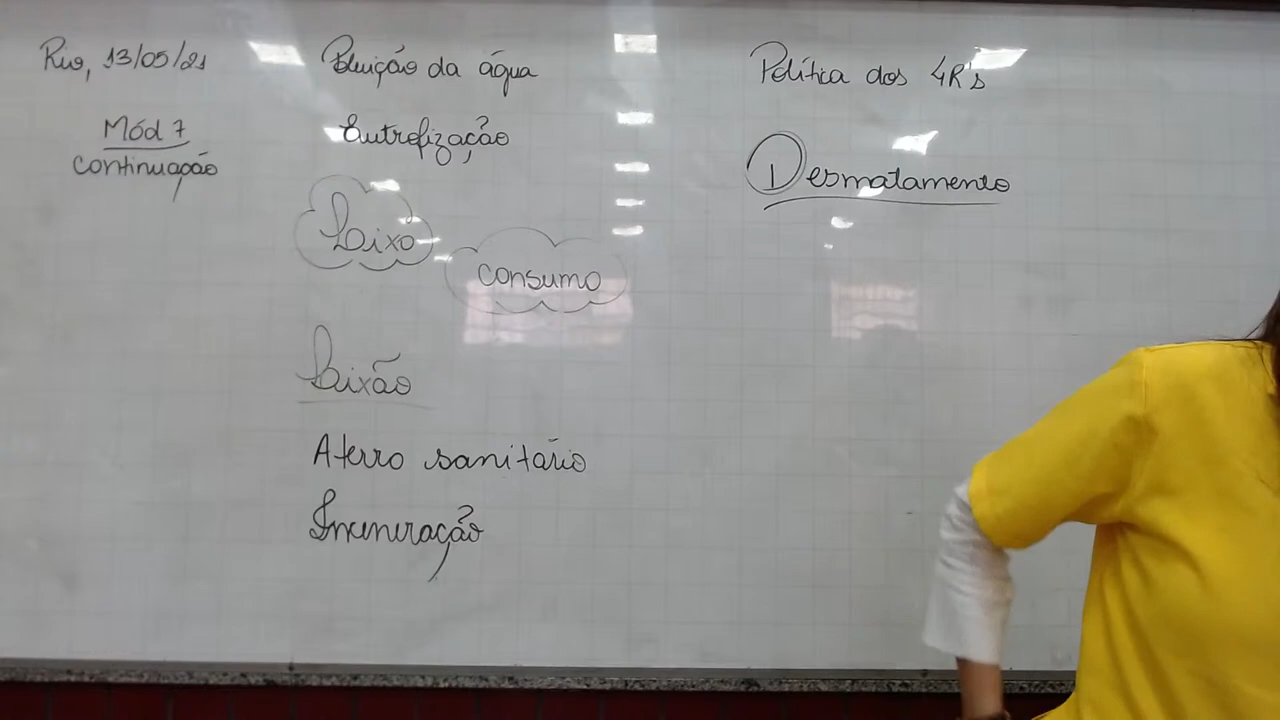 Rio, 13/05/21
Mód 7
continuação
Poluição da água
Eutrofização
Lixo
consumo
Lixão
Aterro sanitário
Incineração
Política dos 4R's
Desmatamento